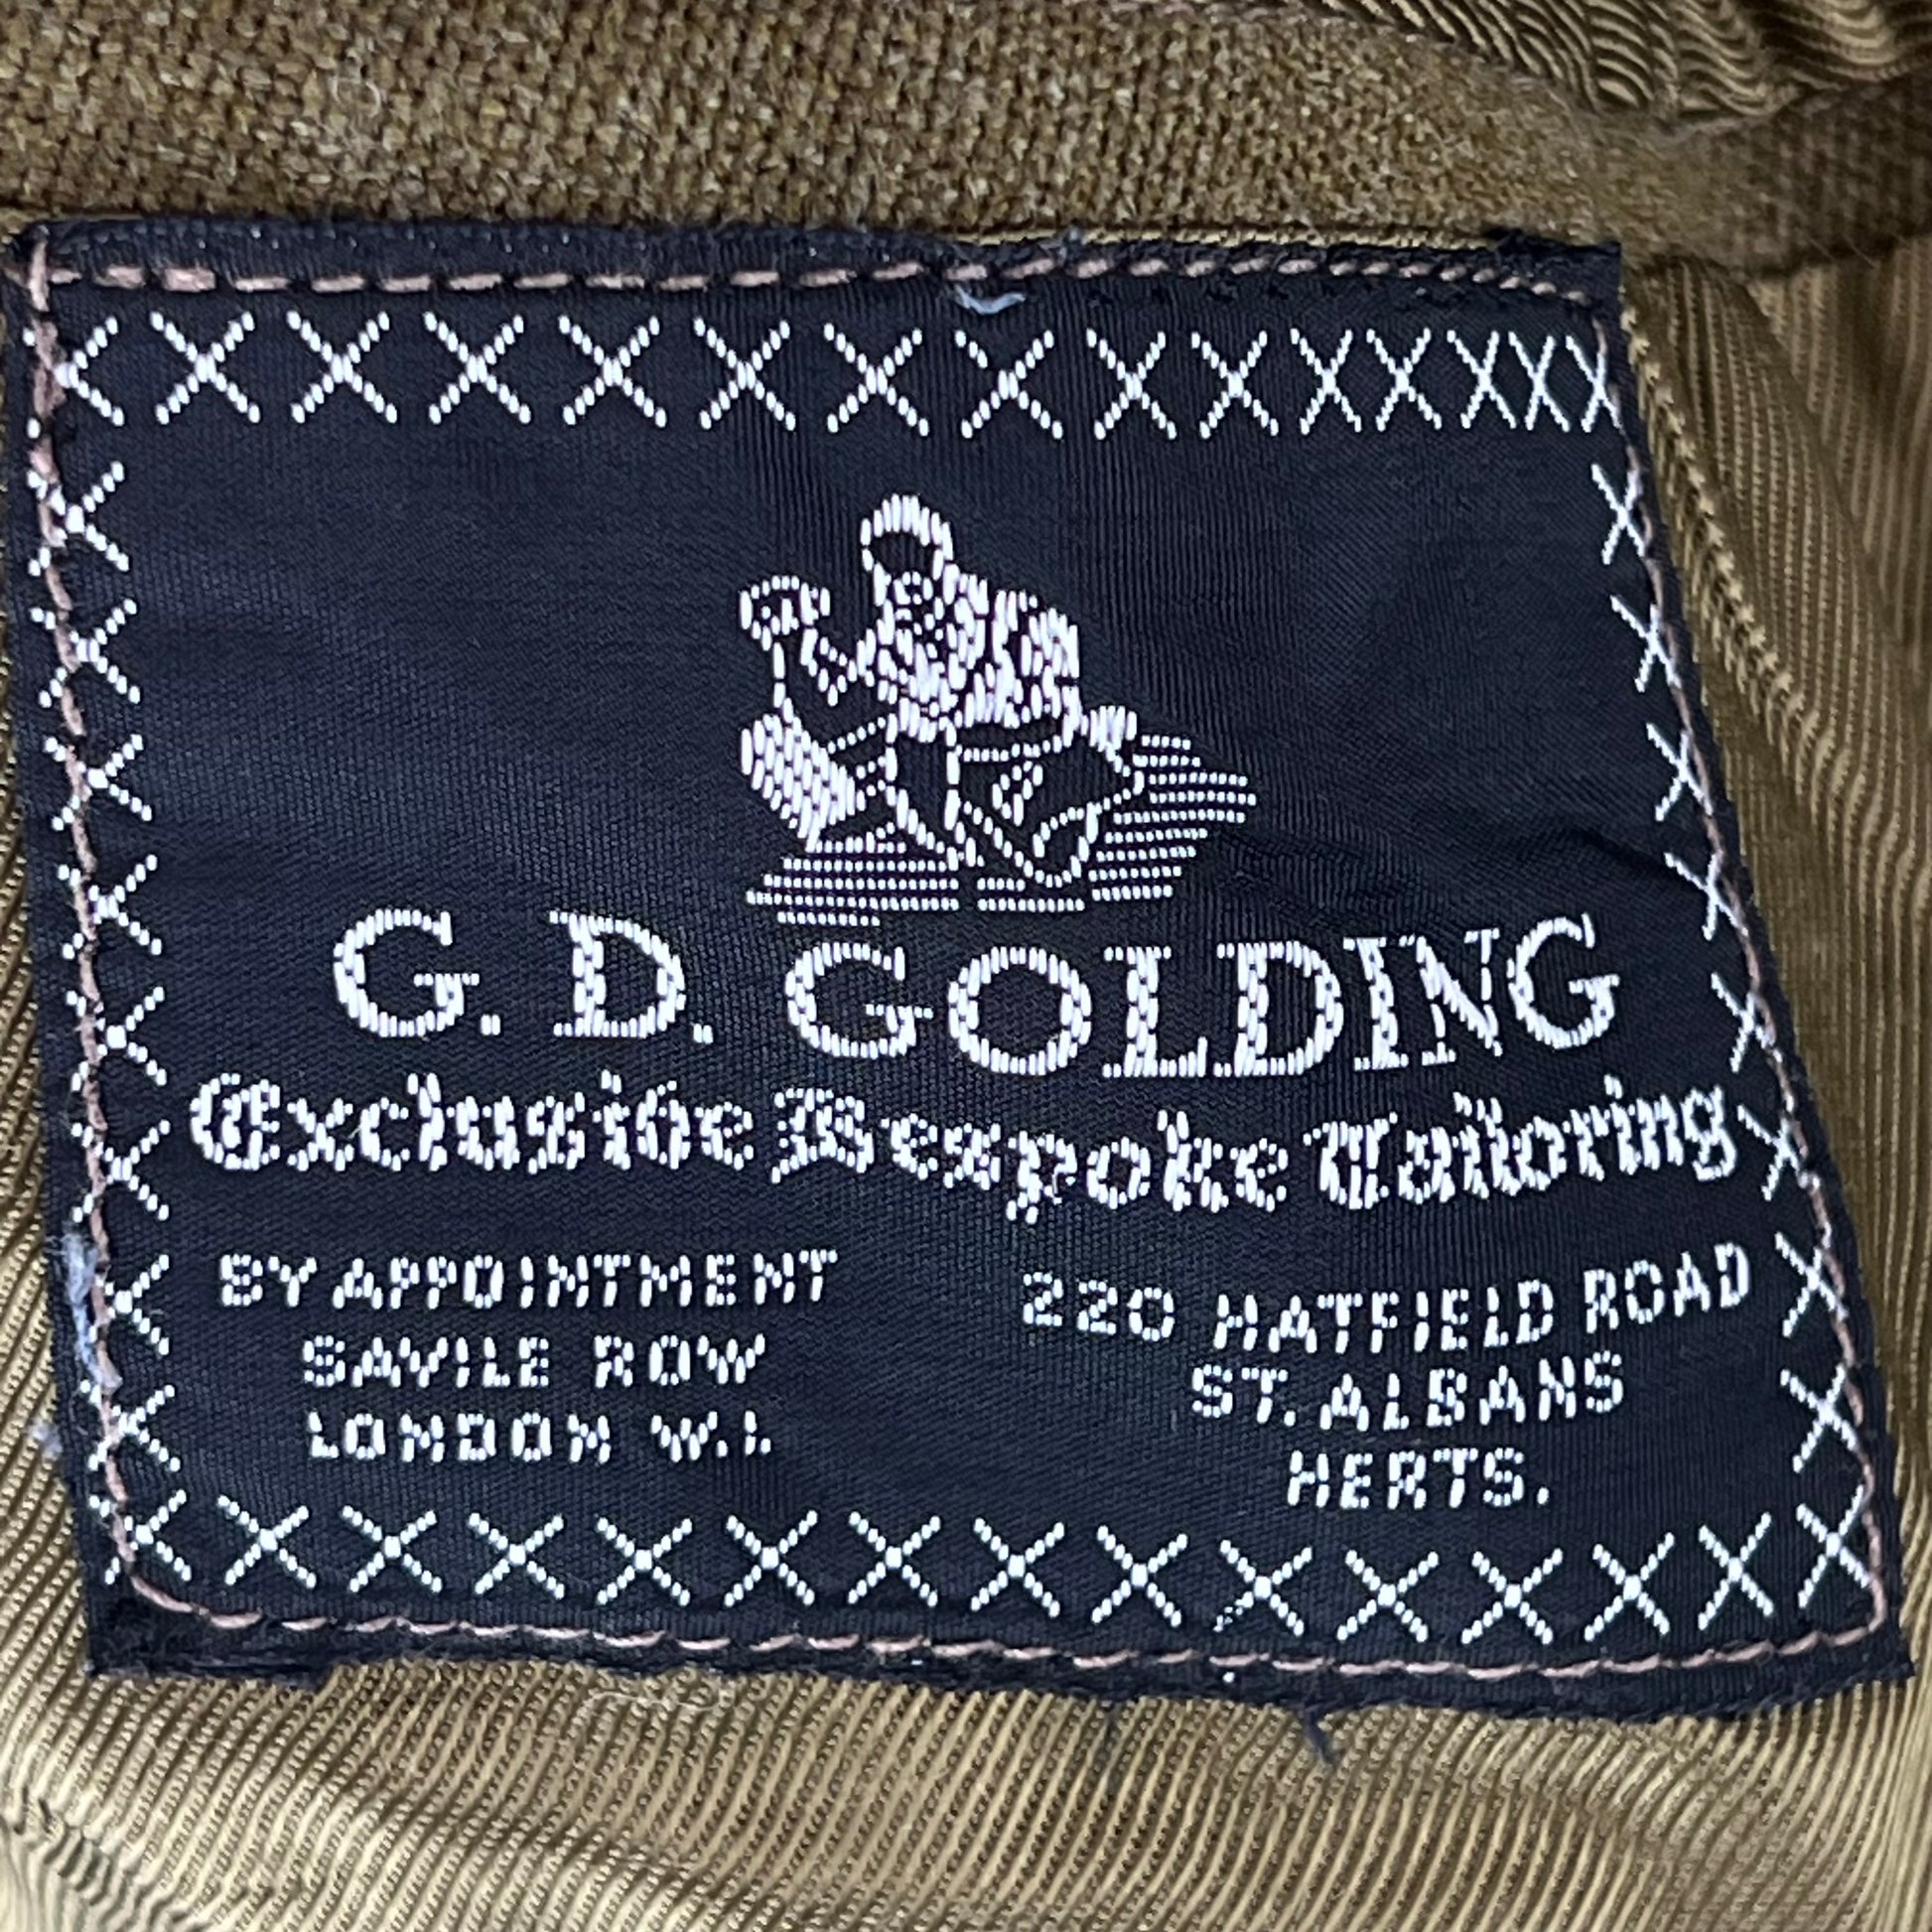 G. D. GOLDING
Exclusive Bespoke Tailoring
BY APPOINTMENT
SAVILE ROW
LONDON W.1.
220 HATFIELD ROAD
ST. ALBANS
HERTS.